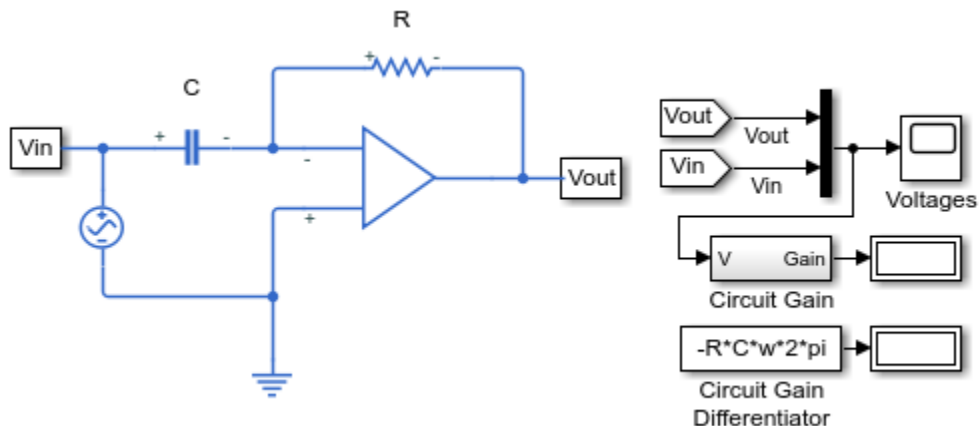 R
+ -
C
Vin
+ -
-
+
Vout
+
-
Vout
Vout
Vin
Vin
Voltages
V Gain
Circuit Gain
-R*C*w*2*pi
Circuit Gain
Differentiator